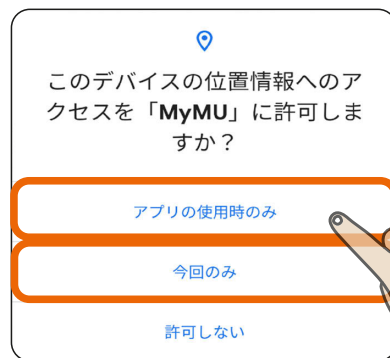 このデバイスの位置情報へのア
クセスを「MyMU」に許可しま
すか？
アプリの使用時のみ
今回のみ
許可しない